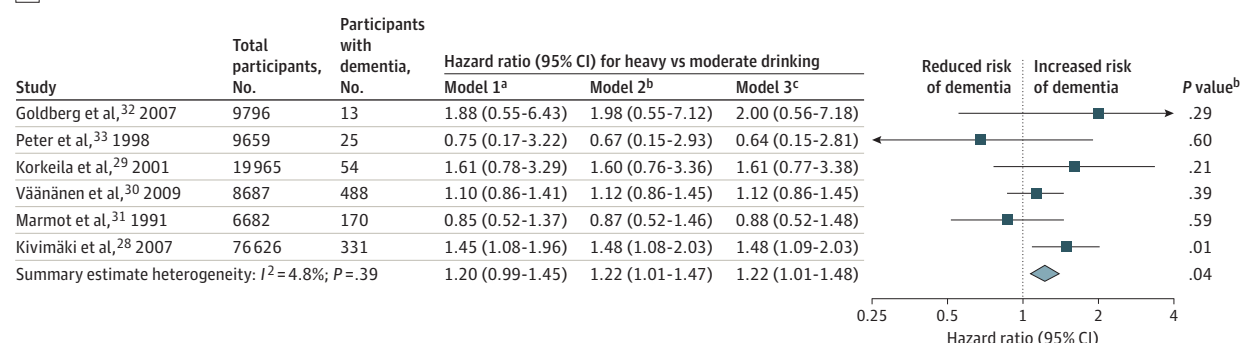 Study Total participants, No. Participants with dementia, No. Hazard ratio (95% CI) for heavy vs moderate drinking Reduced risk of dementia Increased risk of dementia P valueᵇ
Model 1ᵃ Model 2ᵇ Model 3ᶜ
Goldberg et al,³² 2007 9796 13 1.88 (0.55-6.43) 1.98 (0.55-7.12) 2.00 (0.56-7.18) .29
Peter et al,³³ 1998 9659 25 0.75 (0.17-3.22) 0.67 (0.15-2.93) 0.64 (0.15-2.81) .60
Korkeila et al,²⁹ 2001 19965 54 1.61 (0.78-3.29) 1.60 (0.76-3.36) 1.61 (0.77-3.38) .21
Väänänen et al,³⁰ 2009 8687 488 1.10 (0.86-1.41) 1.12 (0.86-1.45) 1.12 (0.86-1.45) .39
Marmot et al,³¹ 1991 6682 170 0.85 (0.52-1.37) 0.87 (0.52-1.46) 0.88 (0.52-1.48) .59
Kivimäki et al,²⁸ 2007 76626 331 1.45 (1.08-1.96) 1.48 (1.08-2.03) 1.48 (1.09-2.03) .01
Summary estimate heterogeneity: I² = 4.8%; P = .39 1.20 (0.99-1.45) 1.22 (1.01-1.47) 1.22 (1.01-1.48) .04
0.25 0.5 1 2 4
Hazard ratio (95% CI)